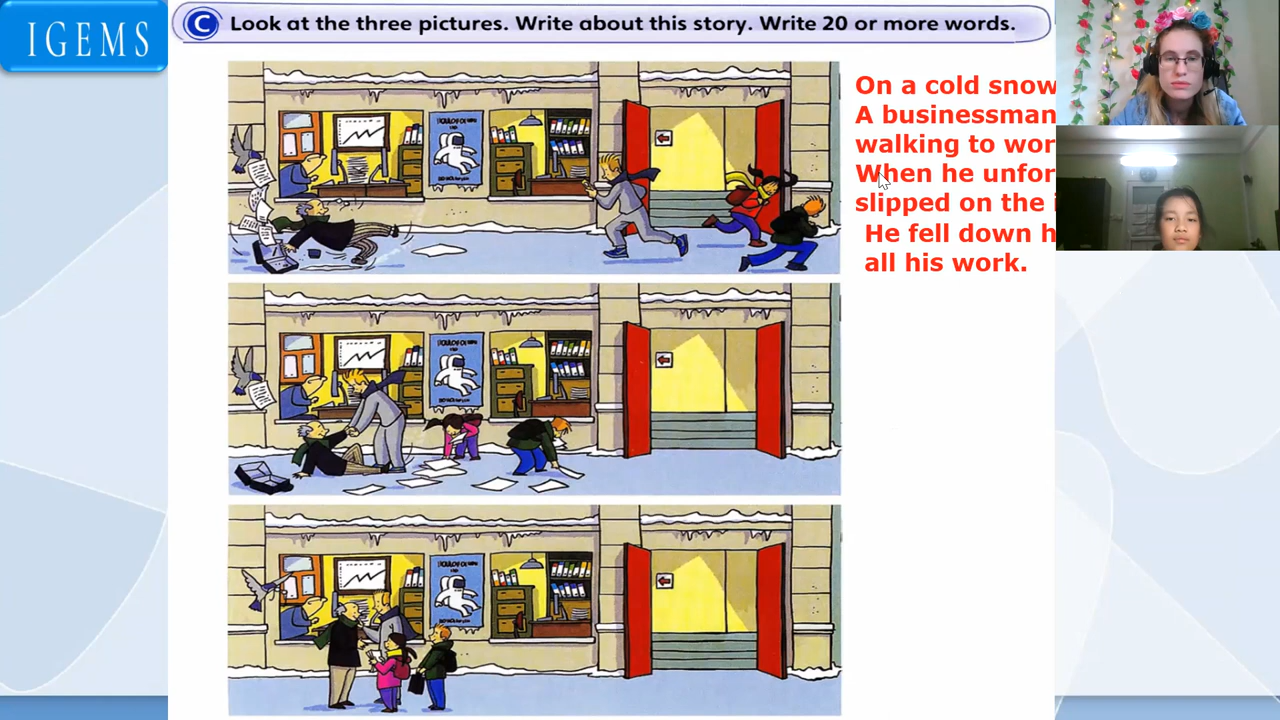 IGEMS
C Look at the three pictures. Write about this story. Write 20 or more words.
On a cold snow
A businessman
walking to wor
When he unfor
slipped on the
He fell down h
all his work.